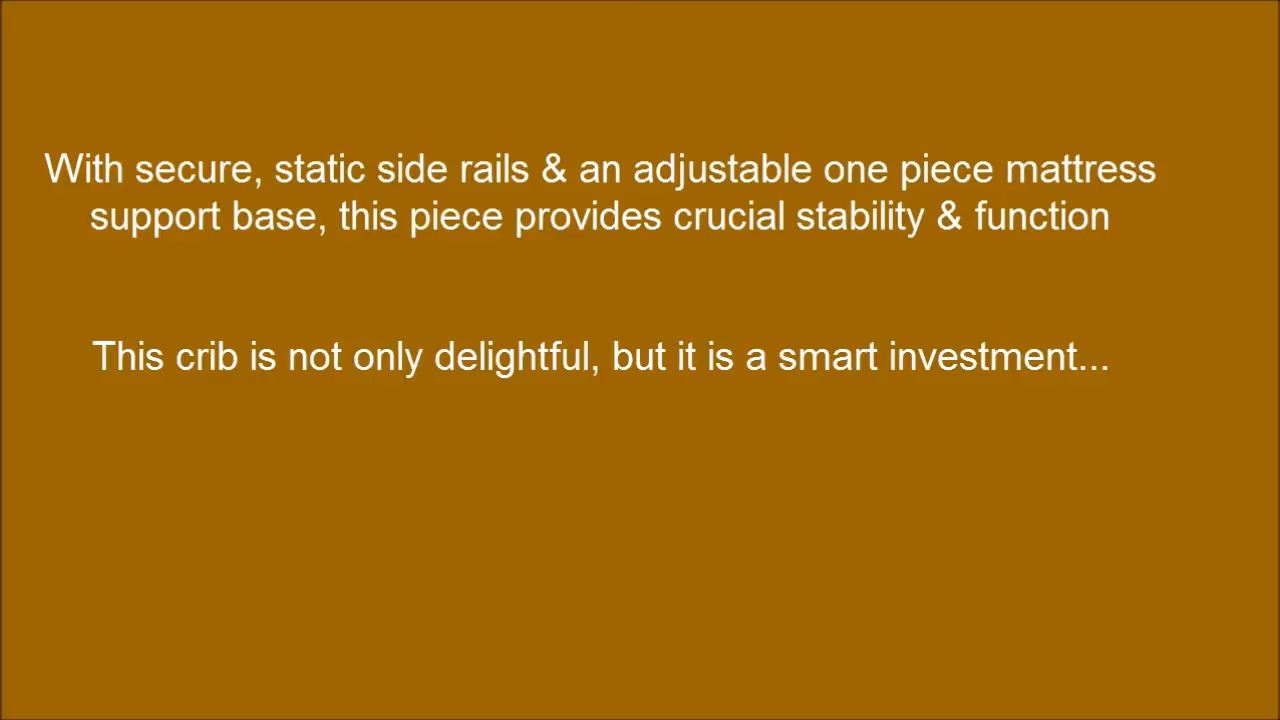 With secure, static side rails & an adjustable one piece mattress
support base, this piece provides crucial stability & function
This crib is not only delightful, but it is a smart investment...